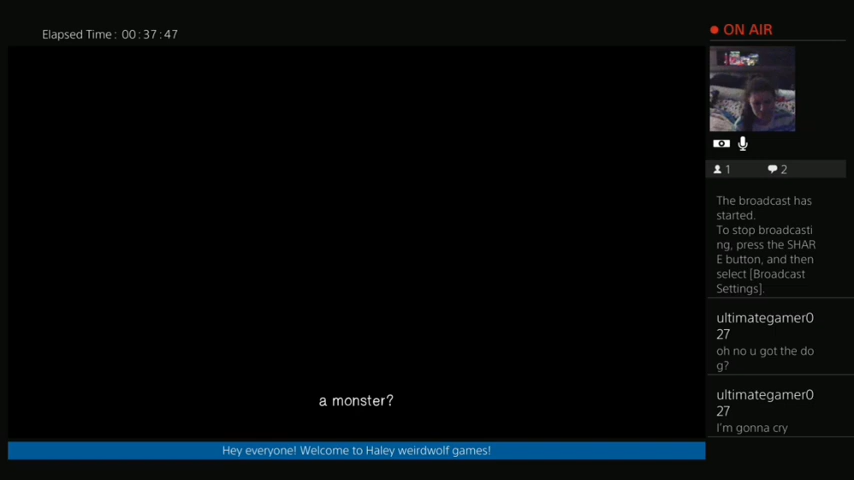 Elapsed Time : 00:37:47
ON AIR
1
2
The broadcast has
started.
To stop broadcasti
ng, press the SHAR
E button, and then
select [Broadcast
Settings].
ultimategamer0
27
oh no u got the do
g?
ultimategamer0
27
I'm gonna cry
a monster?
Hey everyone! Welcome to Haley weirdwolf games!